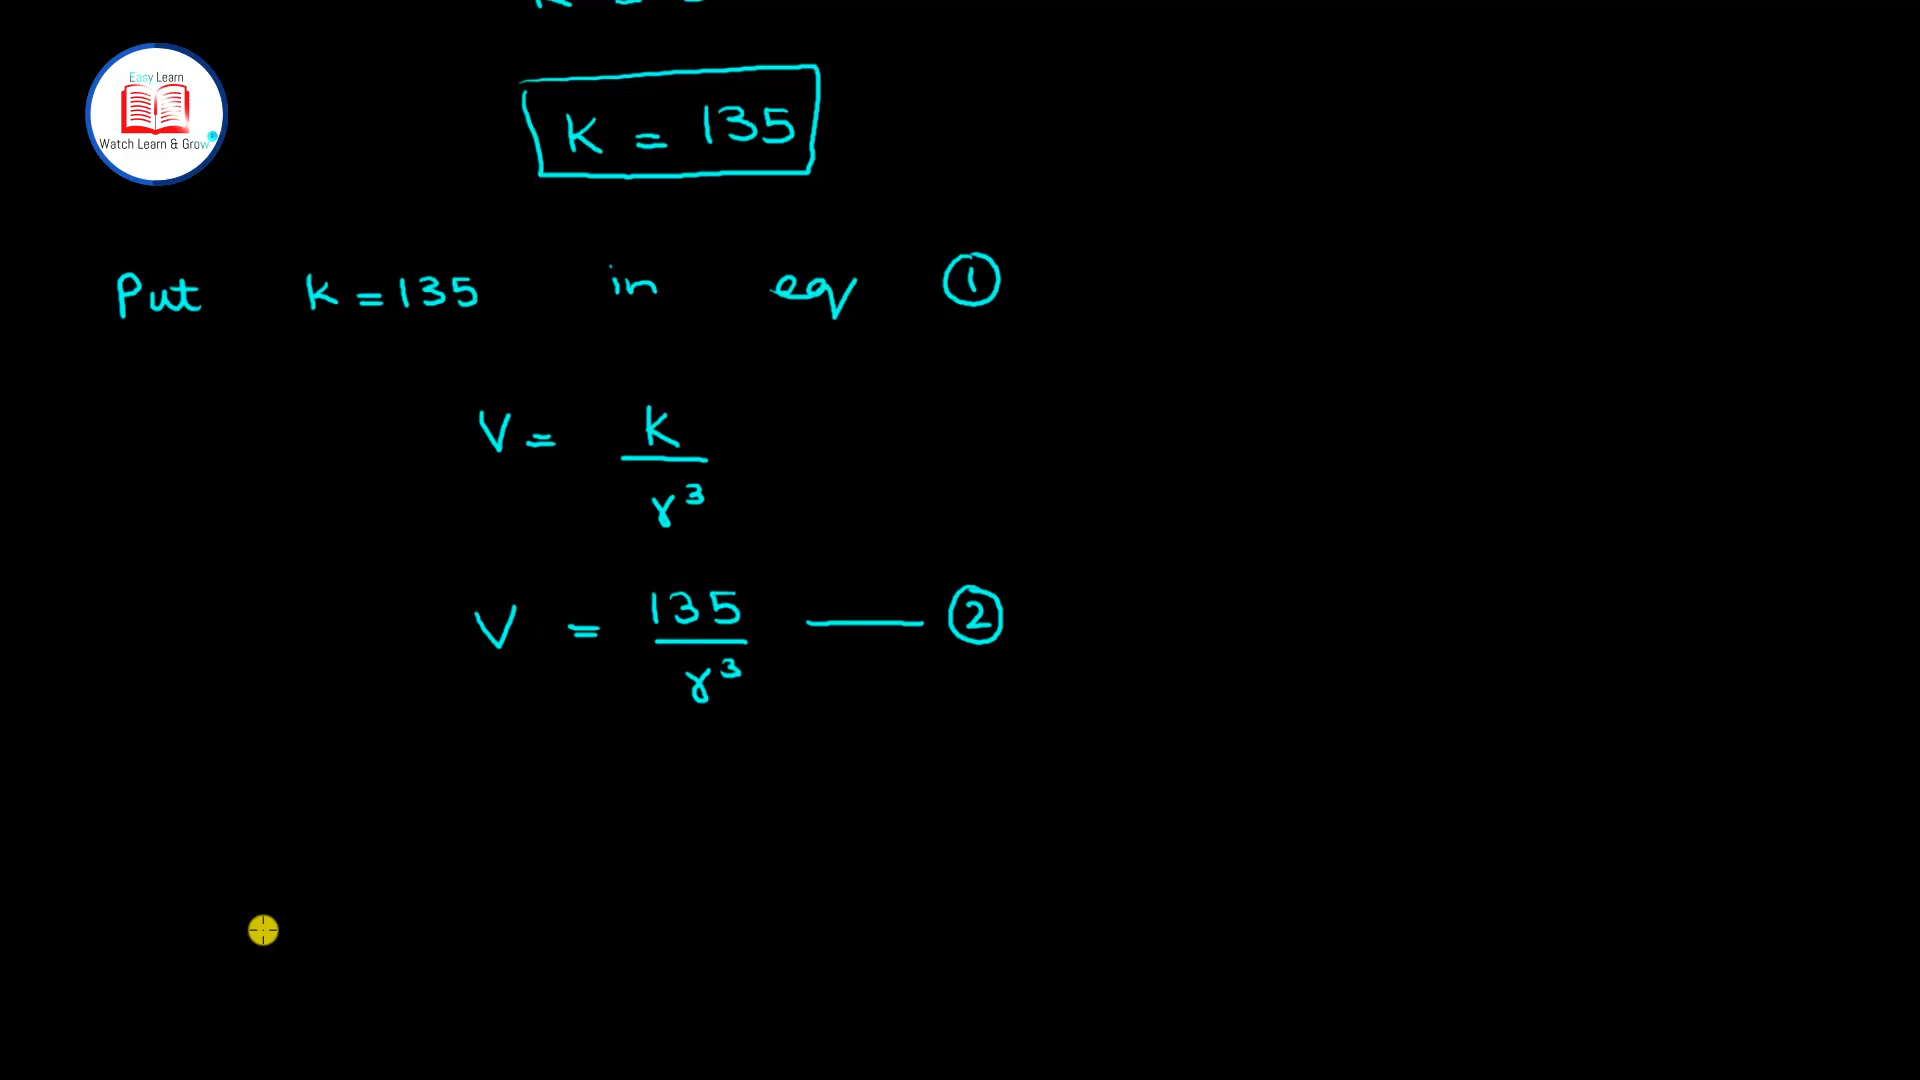 Easy Learn
Watch Learn & Grow
K = 135
Put K = 135 in eq ①
V = K / r³
V = 135 / r³ —— ②